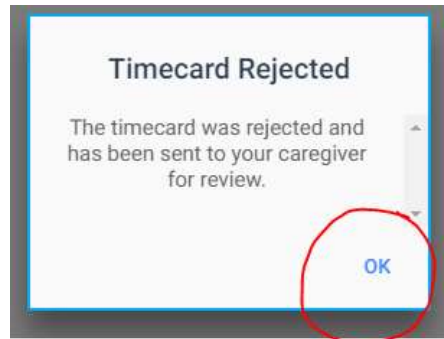 Timecard Rejected
The timecard was rejected and
has been sent to your caregiver
for review.
OK